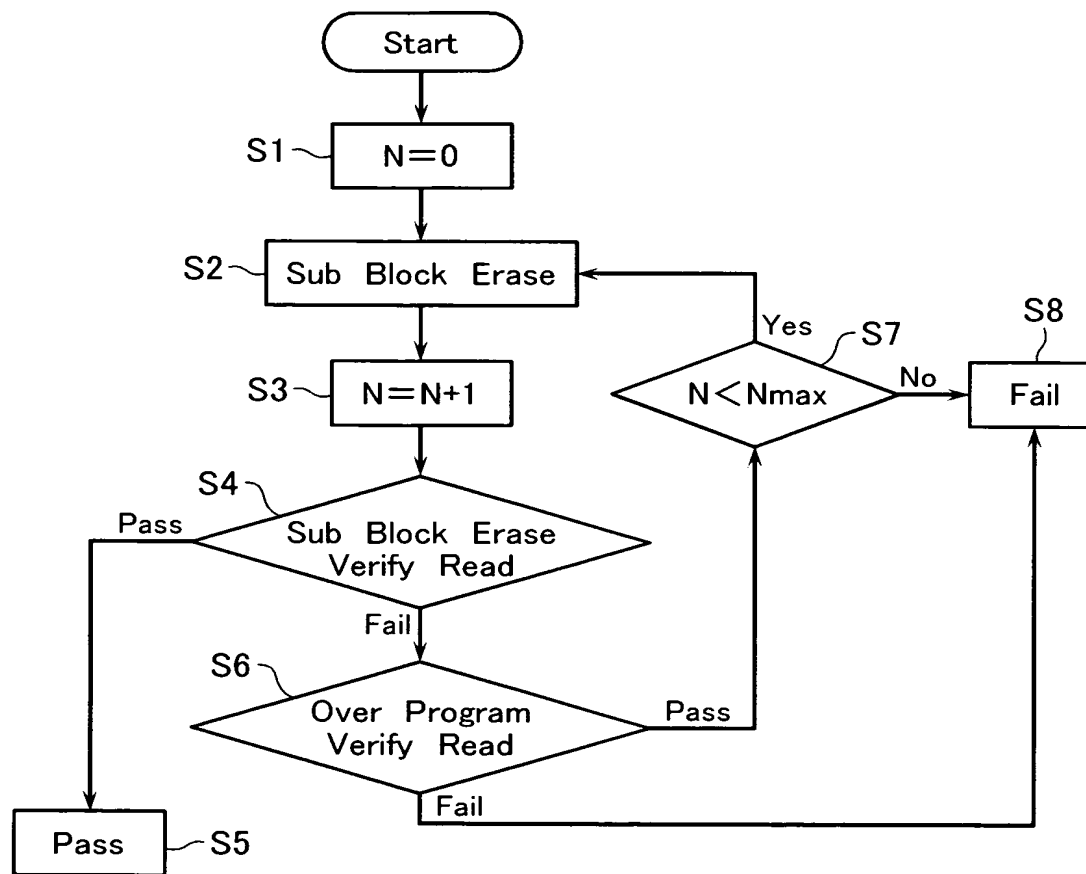 Start
S1
N=0
S2
Sub Block Erase
S3
N=N+1
S4
Pass
Sub Block Erase
Verify Read
Fail
S6
Over Program
Verify Read
Pass
Fail
Pass
S5
Yes
S7
N<Nmax
No
S8
Fail